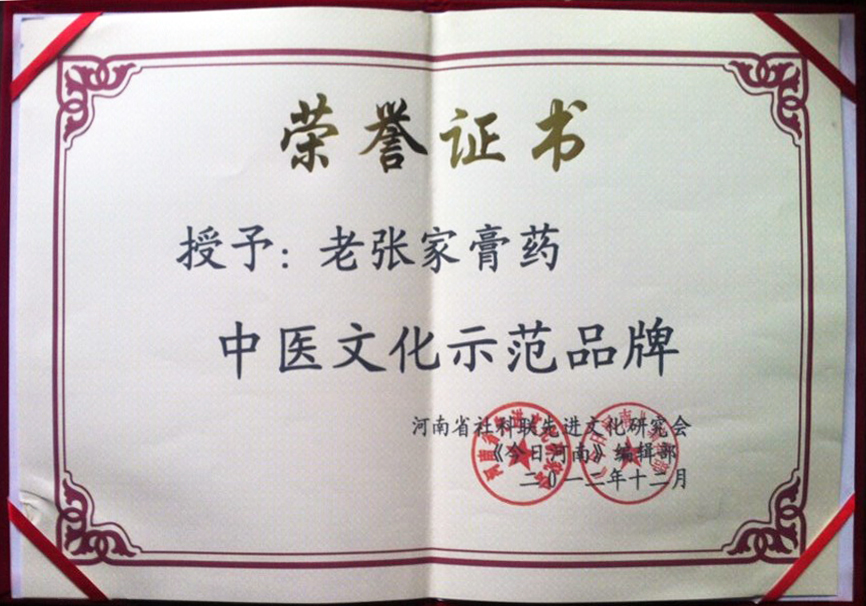 荣誉证书
授予：老张家膏药
中医文化示范品牌
河南省社科联先进文化研究会
《今日河南》编辑部
二〇一二年十二月